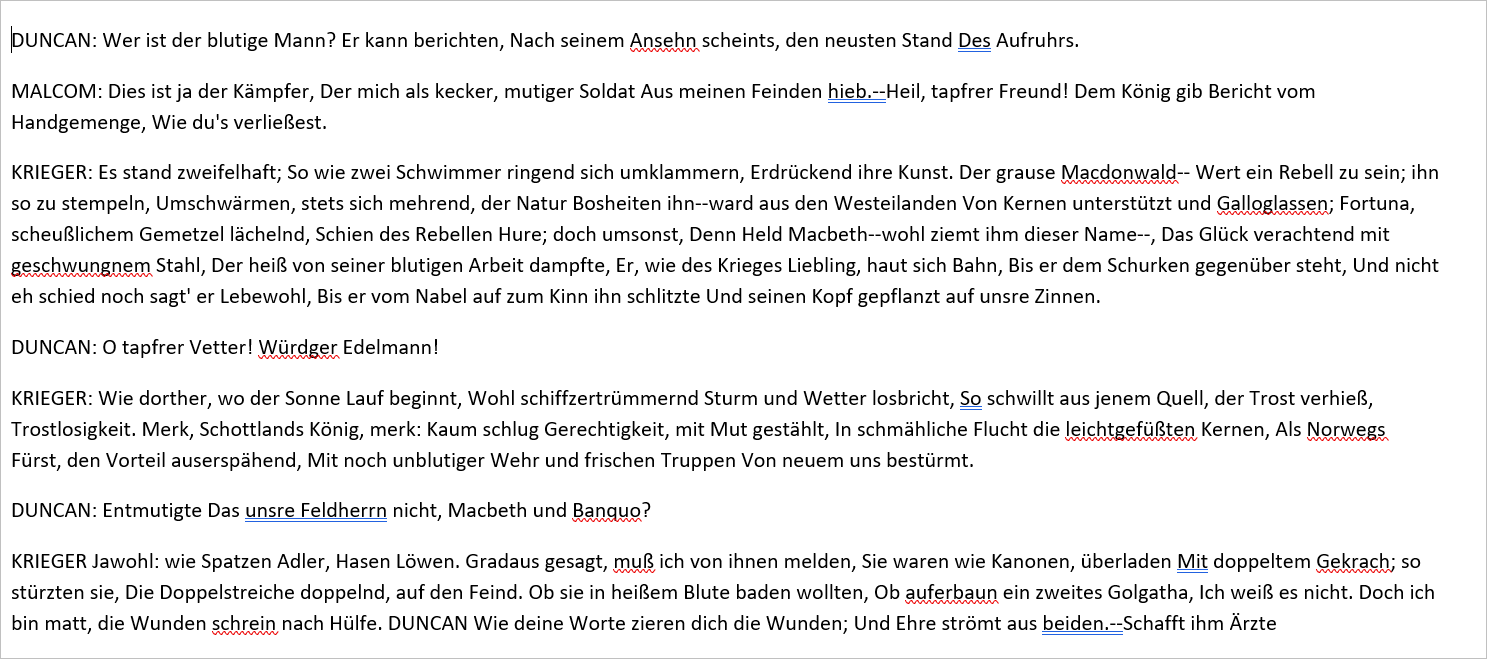 DUNCAN: Wer ist der blutige Mann? Er kann berichten, Nach seinem Ansehn scheints, den neusten Stand Des Aufruhrs.
MALCOM: Dies ist ja der Kämpfer, Der mich als kecker, mutiger Soldat Aus meinen Feinden hieb.--Heil, tapfrer Freund! Dem König gib Bericht vom
Handgemenge, Wie du's verließest.
KRIEGER: Es stand zweifelhaft; So wie zwei Schwimmer ringend sich umklammern, Erdrückend ihre Kunst. Der grause Macdonwald-- Wert ein Rebell zu sein; ihn
so zu stempeln, Umschwärmen, stets sich mehrend, der Natur Bosheiten ihn--ward aus den Westeilanden Von Kernen unterstützt und Galloglassen; Fortuna,
scheußlichem Gemetzel lächelnd, Schien des Rebellen Hure; doch umsonst, Denn Held Macbeth--wohl ziemt ihm dieser Name--, Das Glück verachtend mit
geschwungnem Stahl, Der heiß von seiner blutigen Arbeit dampfte, Er, wie des Krieges Liebling, haut sich Bahn, Bis er dem Schurken gegenüber steht, Und nicht
eh schied noch sagt' er Lebewohl, Bis er vom Nabel auf zum Kinn ihn schlitzte Und seinen Kopf gepflanzt auf unsre Zinnen.
DUNCAN: O tapfrer Vetter! Würdger Edelmann!
KRIEGER: Wie dorther, wo der Sonne Lauf beginnt, Wohl schiffzertrümmernd Sturm und Wetter losbricht, So schwillt aus jenem Quell, der Trost verhieß,
Trostlosigkeit. Merk, Schottlands König, merk: Kaum schlug Gerechtigkeit, mit Mut gestählt, In schmähliche Flucht die leichtgefüßten Kernen, Als Norwegs
Fürst, den Vorteil auserspähend, Mit noch unblutiger Wehr und frischen Truppen Von neuem uns bestürmt.
DUNCAN: Entmutigte Das unsre Feldherrn nicht, Macbeth und Banquo?
KRIEGER Jawohl: wie Spatzen Adler, Hasen Löwen. Gradaus gesagt, muß ich von ihnen melden, Sie waren wie Kanonen, überladen Mit doppeltem Gekrach; so
stürzten sie, Die Doppelstreiche doppelnd, auf den Feind. Ob sie in heißem Blute baden wollten, Ob auferbaun ein zweites Golgatha, Ich weiß es nicht. Doch ich
bin matt, die Wunden schrein nach Hülfe. DUNCAN Wie deine Worte zieren dich die Wunden; Und Ehre strömt aus beiden.--Schafft ihm Ärzte